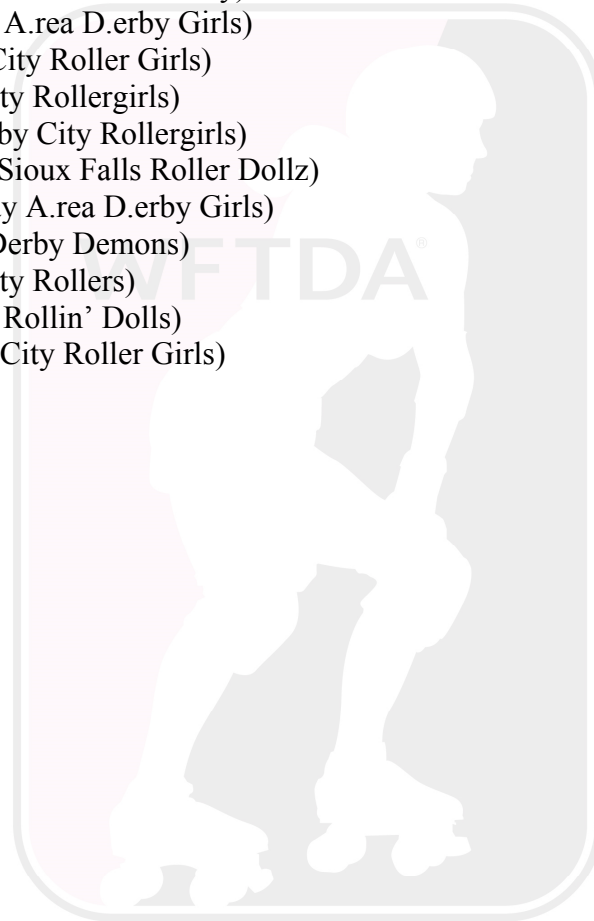 A.rea D.erby Girls)
City Roller Girls)
ty Rollergirls)
by City Rollergirls)
Sioux Falls Roller Dollz)
y A.rea D.erby Girls)
Derby Demons)
ty Rollers)
Rollin’ Dolls)
City Roller Girls)
WFTDA®